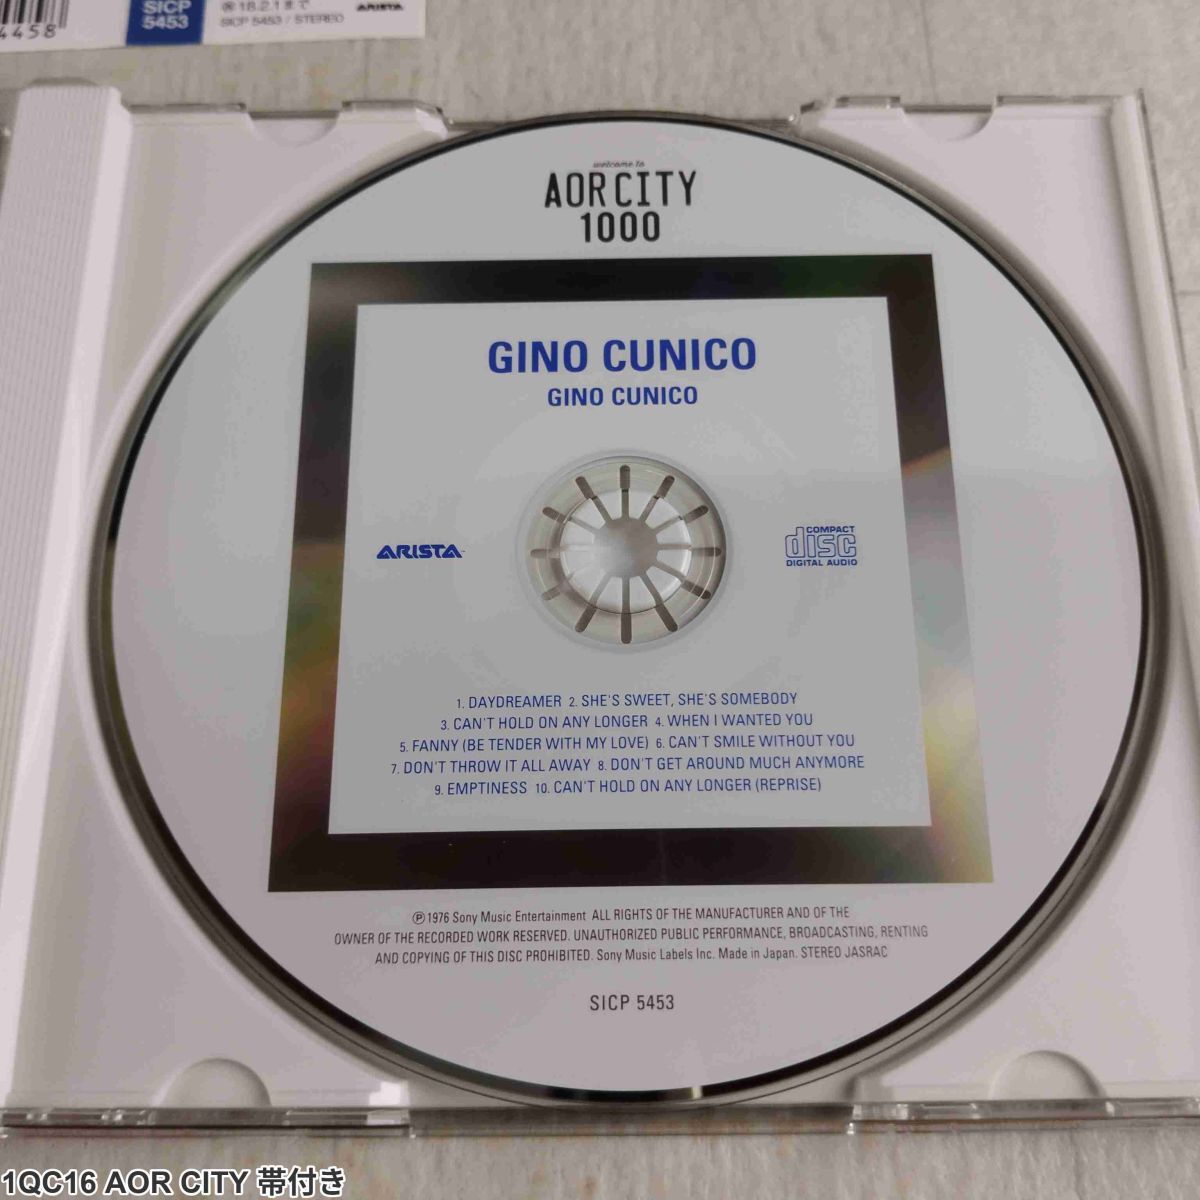 4458
SICP
5453
Ⓡ18.2.1まで
SICP 5453 / STEREO
ARISTA
welcome to
AOR CITY
1000
GINO CUNICO
GINO CUNICO
ARISTA
COMPACT
disc
DIGITAL AUDIO
1. DAYDREAMER 2. SHE'S SWEET, SHE'S SOMEBODY
3. CAN'T HOLD ON ANY LONGER 4. WHEN I WANTED YOU
5. FANNY (BE TENDER WITH MY LOVE) 6. CAN'T SMILE WITHOUT YOU
7. DON'T THROW IT ALL AWAY 8. DON'T GET AROUND MUCH ANYMORE
9. EMPTINESS 10. CAN'T HOLD ON ANY LONGER (REPRISE)
℗ 1976 Sony Music Entertainment ALL RIGHTS OF THE MANUFACTURER AND OF THE
OWNER OF THE RECORDED WORK RESERVED. UNAUTHORIZED PUBLIC PERFORMANCE, BROADCASTING, RENTING
AND COPYING OF THIS DISC PROHIBITED. Sony Music Labels Inc. Made in Japan. STEREO JASRAC
SICP 5453
1QC16 AOR CITY 帯付き